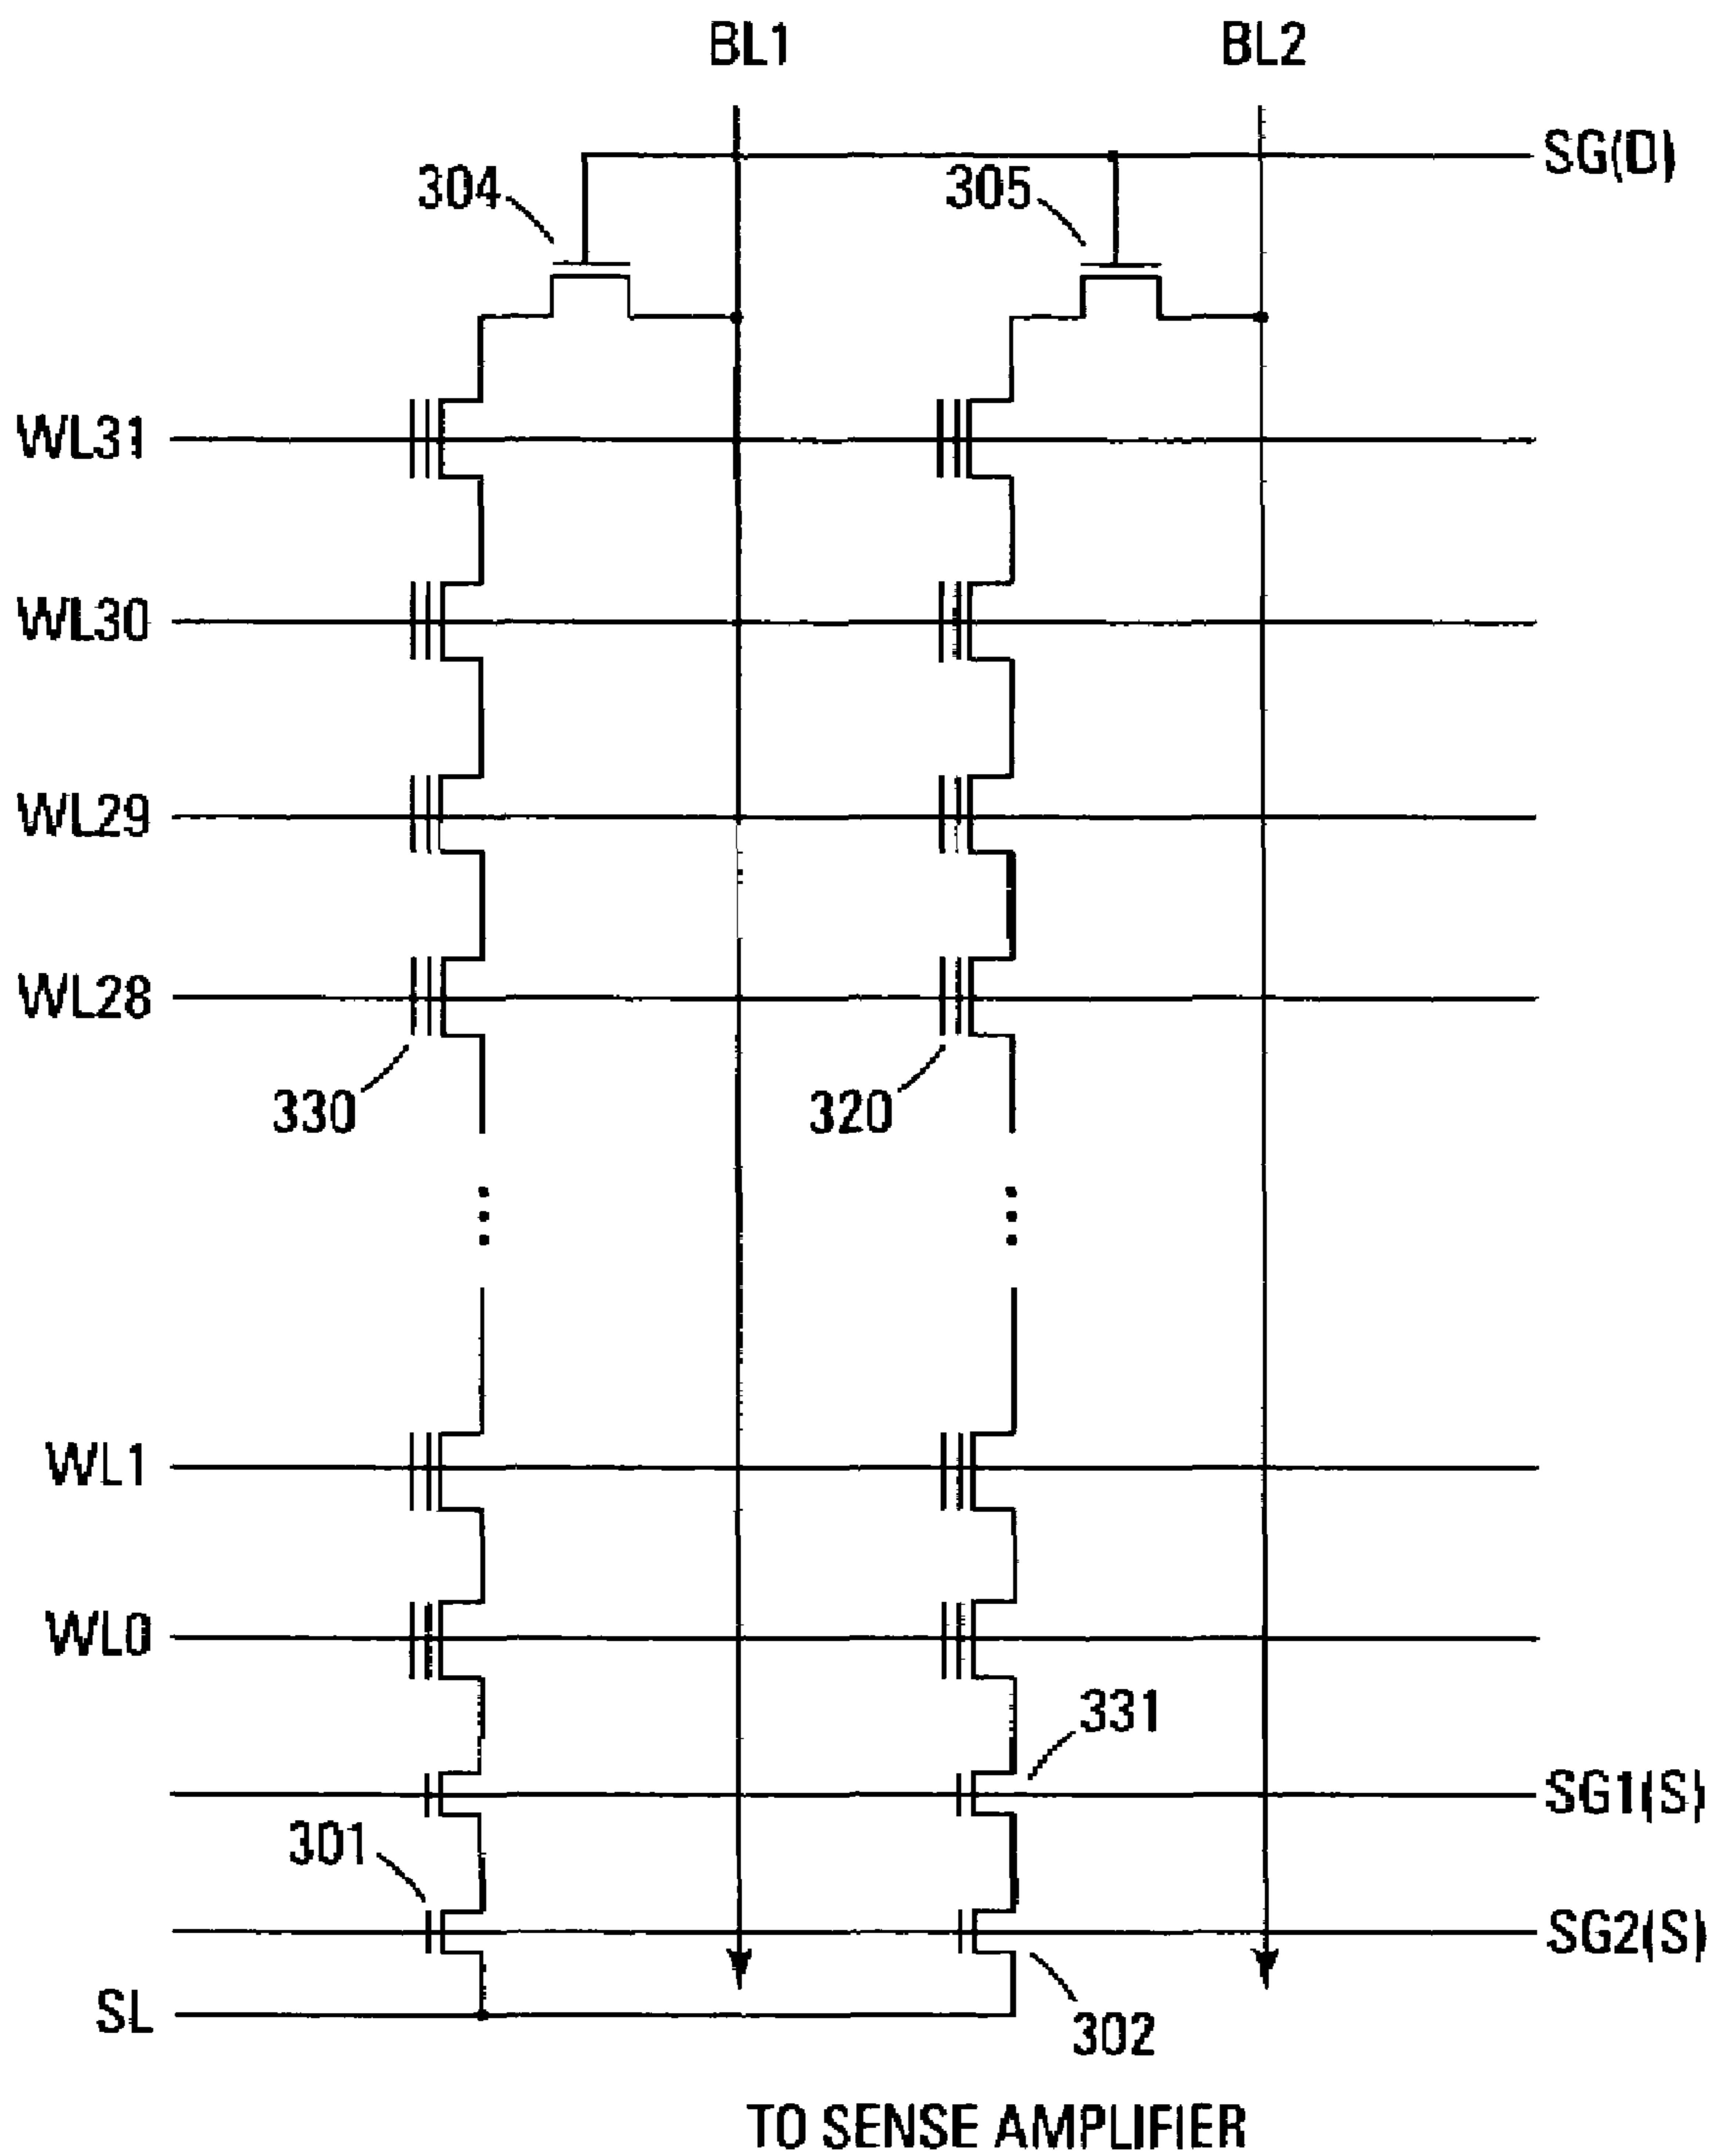 BL1 BL2
SG(D)
304 305
WL31
WL30
WL29
WL28
330 320
WL1
WL0
331
SG1(S)
301
SG2(S)
SL
302
TO SENSE AMPLIFIER